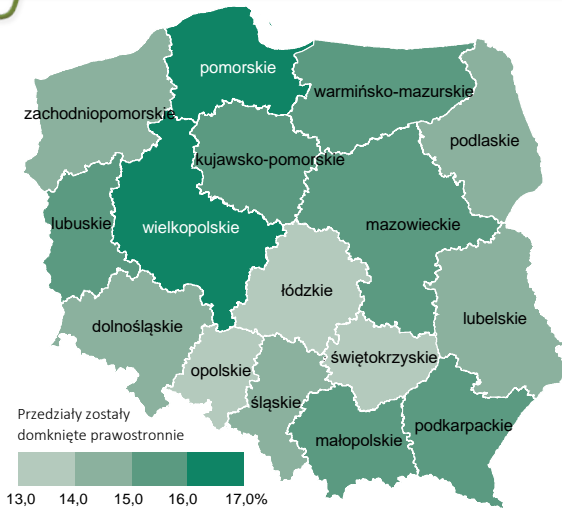 pomorskie
warmińsko-mazurskie
zachodniopomorskie
podlaskie
kujawsko-pomorskie
lubuskie
wielkopolskie
mazowieckie
łódzkie
lubelskie
dolnośląskie
świętokrzyskie
opolskie
śląskie
podkarpackie
małopolskie
Przedziały zostały
domknięte prawostronnie
13,0 14,0 15,0 16,0 17,0%